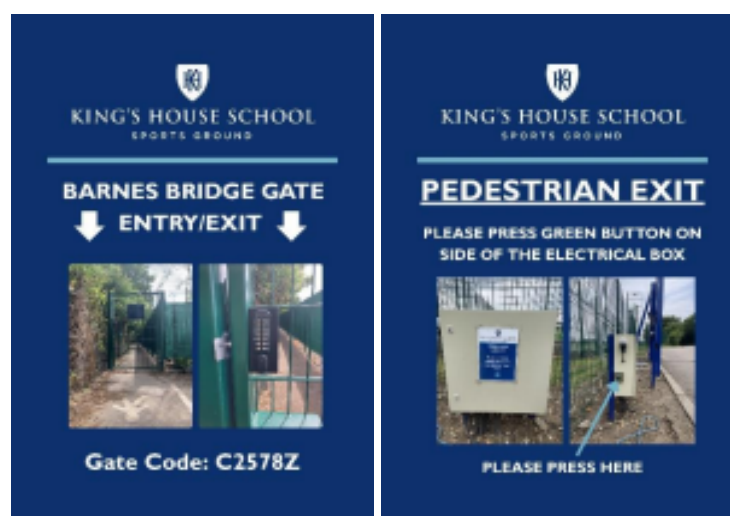 KING'S HOUSE SCHOOL
SPORTS GROUND
BARNES BRIDGE GATE
ENTRY/EXIT
Gate Code: C2578Z
KING'S HOUSE SCHOOL
SPORTS GROUND
PEDESTRIAN EXIT
PLEASE PRESS GREEN BUTTON ON
SIDE OF THE ELECTRICAL BOX
PLEASE PRESS HERE